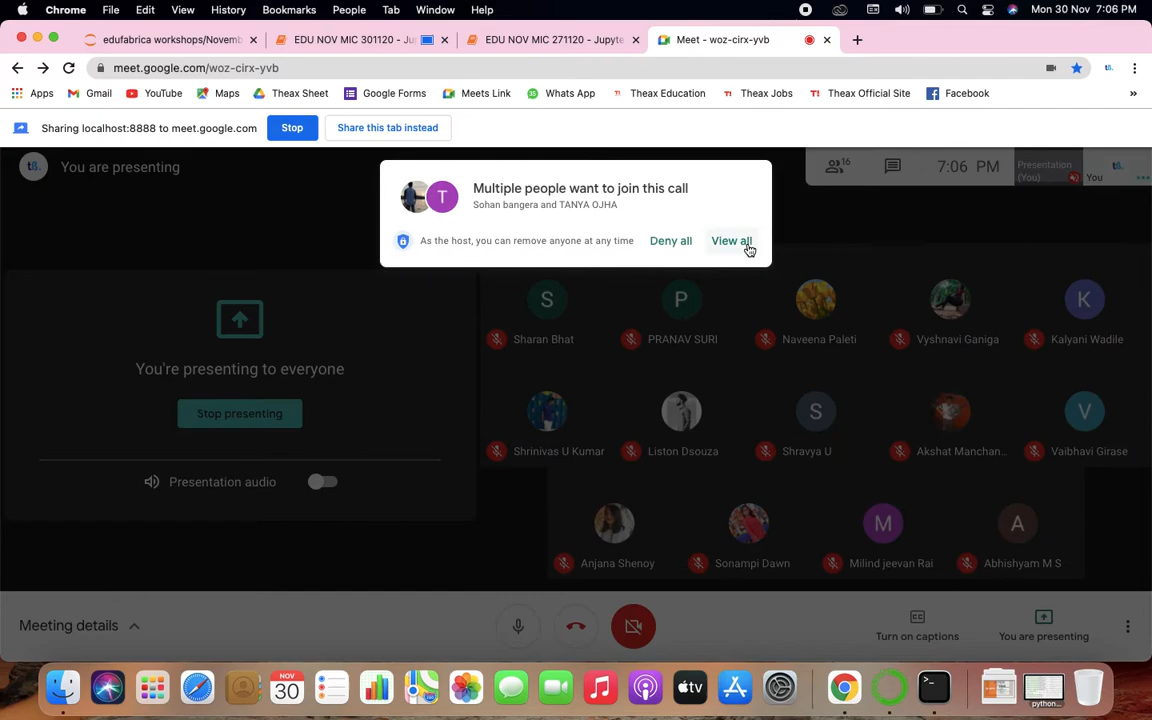 Chrome File Edit View History Bookmarks People Tab Window Help Mon 30 Nov 7:06 PM
edufabrica workshops/Novemb EDU NOV MIC 301120 - Ju EDU NOV MIC 271120 - Jupyte Meet - woz-cirx-yvb
meet.google.com/woz-cirx-yvb
Apps Gmail YouTube Maps Theax Sheet Google Forms Meets Link Whats App Theax Education Theax Jobs Theax Official Site Facebook
Sharing localhost:8888 to meet.google.com Stop Share this tab instead
You are presenting 16 7:06 PM Presentation (You) You
Multiple people want to join this call
Sohan bangera and TANYA OJHA
As the host, you can remove anyone at any time Deny all View all
You're presenting to everyone
Stop presenting
Presentation audio
Sharan Bhat PRANAV SURI Naveena Paleti Vyshnavi Ganiga Kalyani Wadile
Shrinivas U Kumar Liston Dsouza Shravya U Akshat Manchan... Vaibhavi Girase
Anjana Shenoy Sonampi Dawn Milind jeevan Rai Abhishyam M S
Meeting details Turn on captions You are presenting
NOV
30
tv
python...